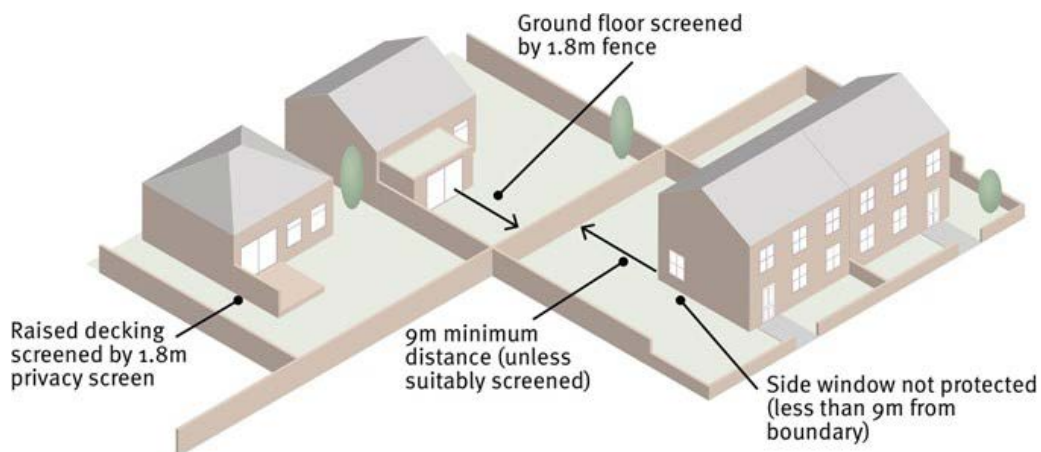 Ground floor screened
by 1.8m fence
Raised decking
screened by 1.8m
privacy screen
9m minimum
distance (unless
suitably screened)
Side window not protected
(less than 9m from
boundary)